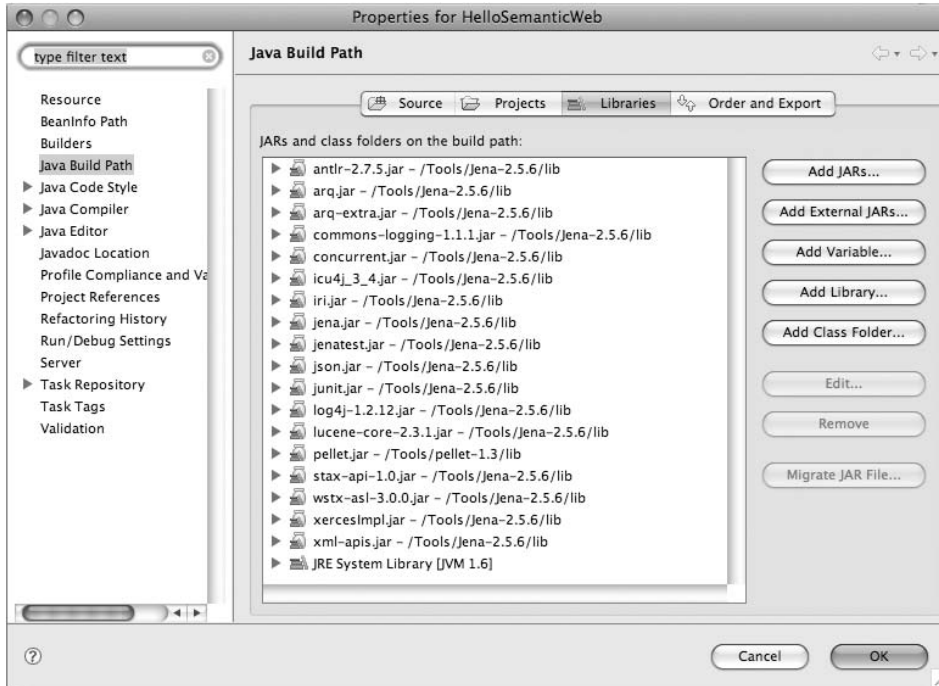 Properties for HelloSemanticWeb
type filter text
Resource
BeanInfo Path
Builders
Java Build Path
Java Code Style
Java Compiler
Java Editor
Javadoc Location
Profile Compliance and Va
Project References
Refactoring History
Run/Debug Settings
Server
Task Repository
Task Tags
Validation
Java Build Path
Source
Projects
Libraries
Order and Export
JARs and class folders on the build path:
antlr-2.7.5.jar - /Tools/Jena-2.5.6/lib
arq.jar - /Tools/Jena-2.5.6/lib
arq-extra.jar - /Tools/Jena-2.5.6/lib
commons-logging-1.1.1.jar - /Tools/Jena-2.5.6/lib
concurrent.jar - /Tools/Jena-2.5.6/lib
icu4j_3_4.jar - /Tools/Jena-2.5.6/lib
iri.jar - /Tools/Jena-2.5.6/lib
jena.jar - /Tools/Jena-2.5.6/lib
jenatest.jar - /Tools/Jena-2.5.6/lib
json.jar - /Tools/Jena-2.5.6/lib
junit.jar - /Tools/Jena-2.5.6/lib
log4j-1.2.12.jar - /Tools/Jena-2.5.6/lib
lucene-core-2.3.1.jar - /Tools/Jena-2.5.6/lib
pellet.jar - /Tools/pellet-1.3/lib
stax-api-1.0.jar - /Tools/Jena-2.5.6/lib
wstx-asl-3.0.0.jar - /Tools/Jena-2.5.6/lib
xercesImpl.jar - /Tools/Jena-2.5.6/lib
xml-apis.jar - /Tools/Jena-2.5.6/lib
JRE System Library [JVM 1.6]
Add JARs...
Add External JARs...
Add Variable...
Add Library...
Add Class Folder...
Edit...
Remove
Migrate JAR File...
?
Cancel
OK